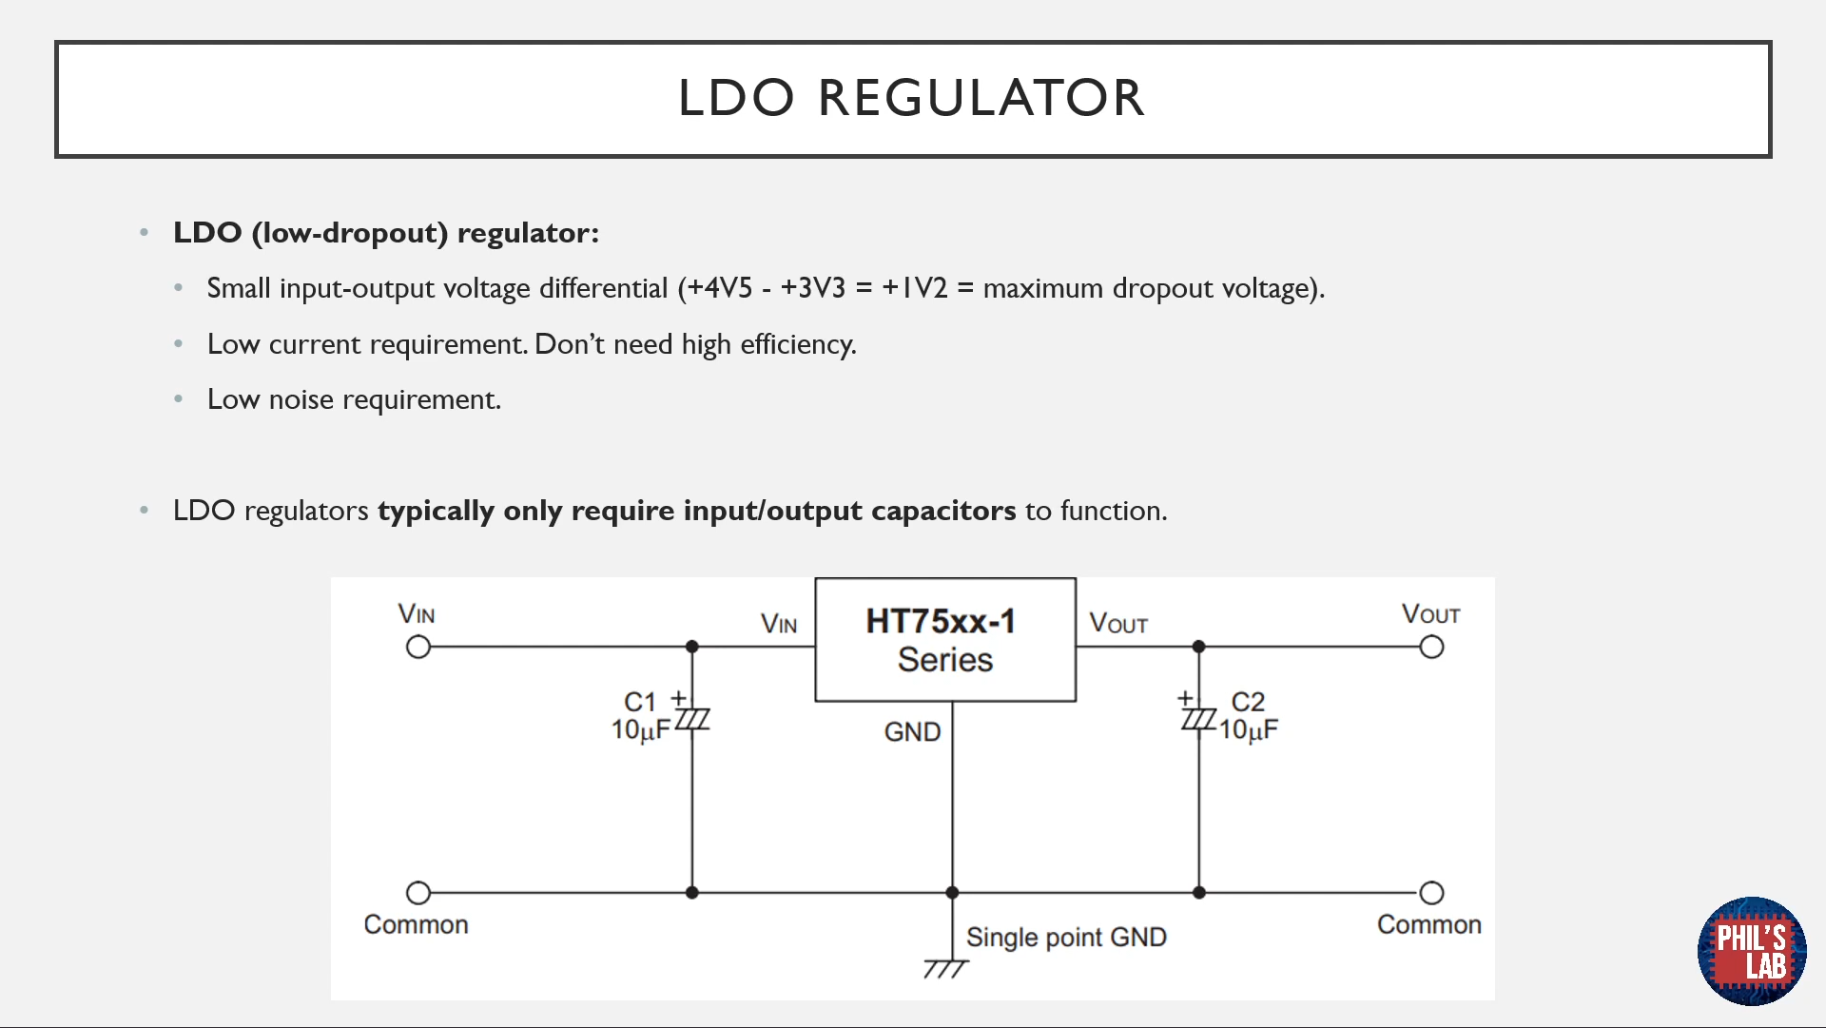 LDO REGULATOR
• LDO (low-dropout) regulator:
• Small input-output voltage differential (+4V5 - +3V3 = +1V2 = maximum dropout voltage).
• Low current requirement. Don’t need high efficiency.
• Low noise requirement.
• LDO regulators typically only require input/output capacitors to function.
VIN
VIN
HT75xx-1
Series
VOUT
VOUT
C1 +
10μF
GND
+ C2
10μF
Common
Single point GND
Common
PHIL’S
LAB